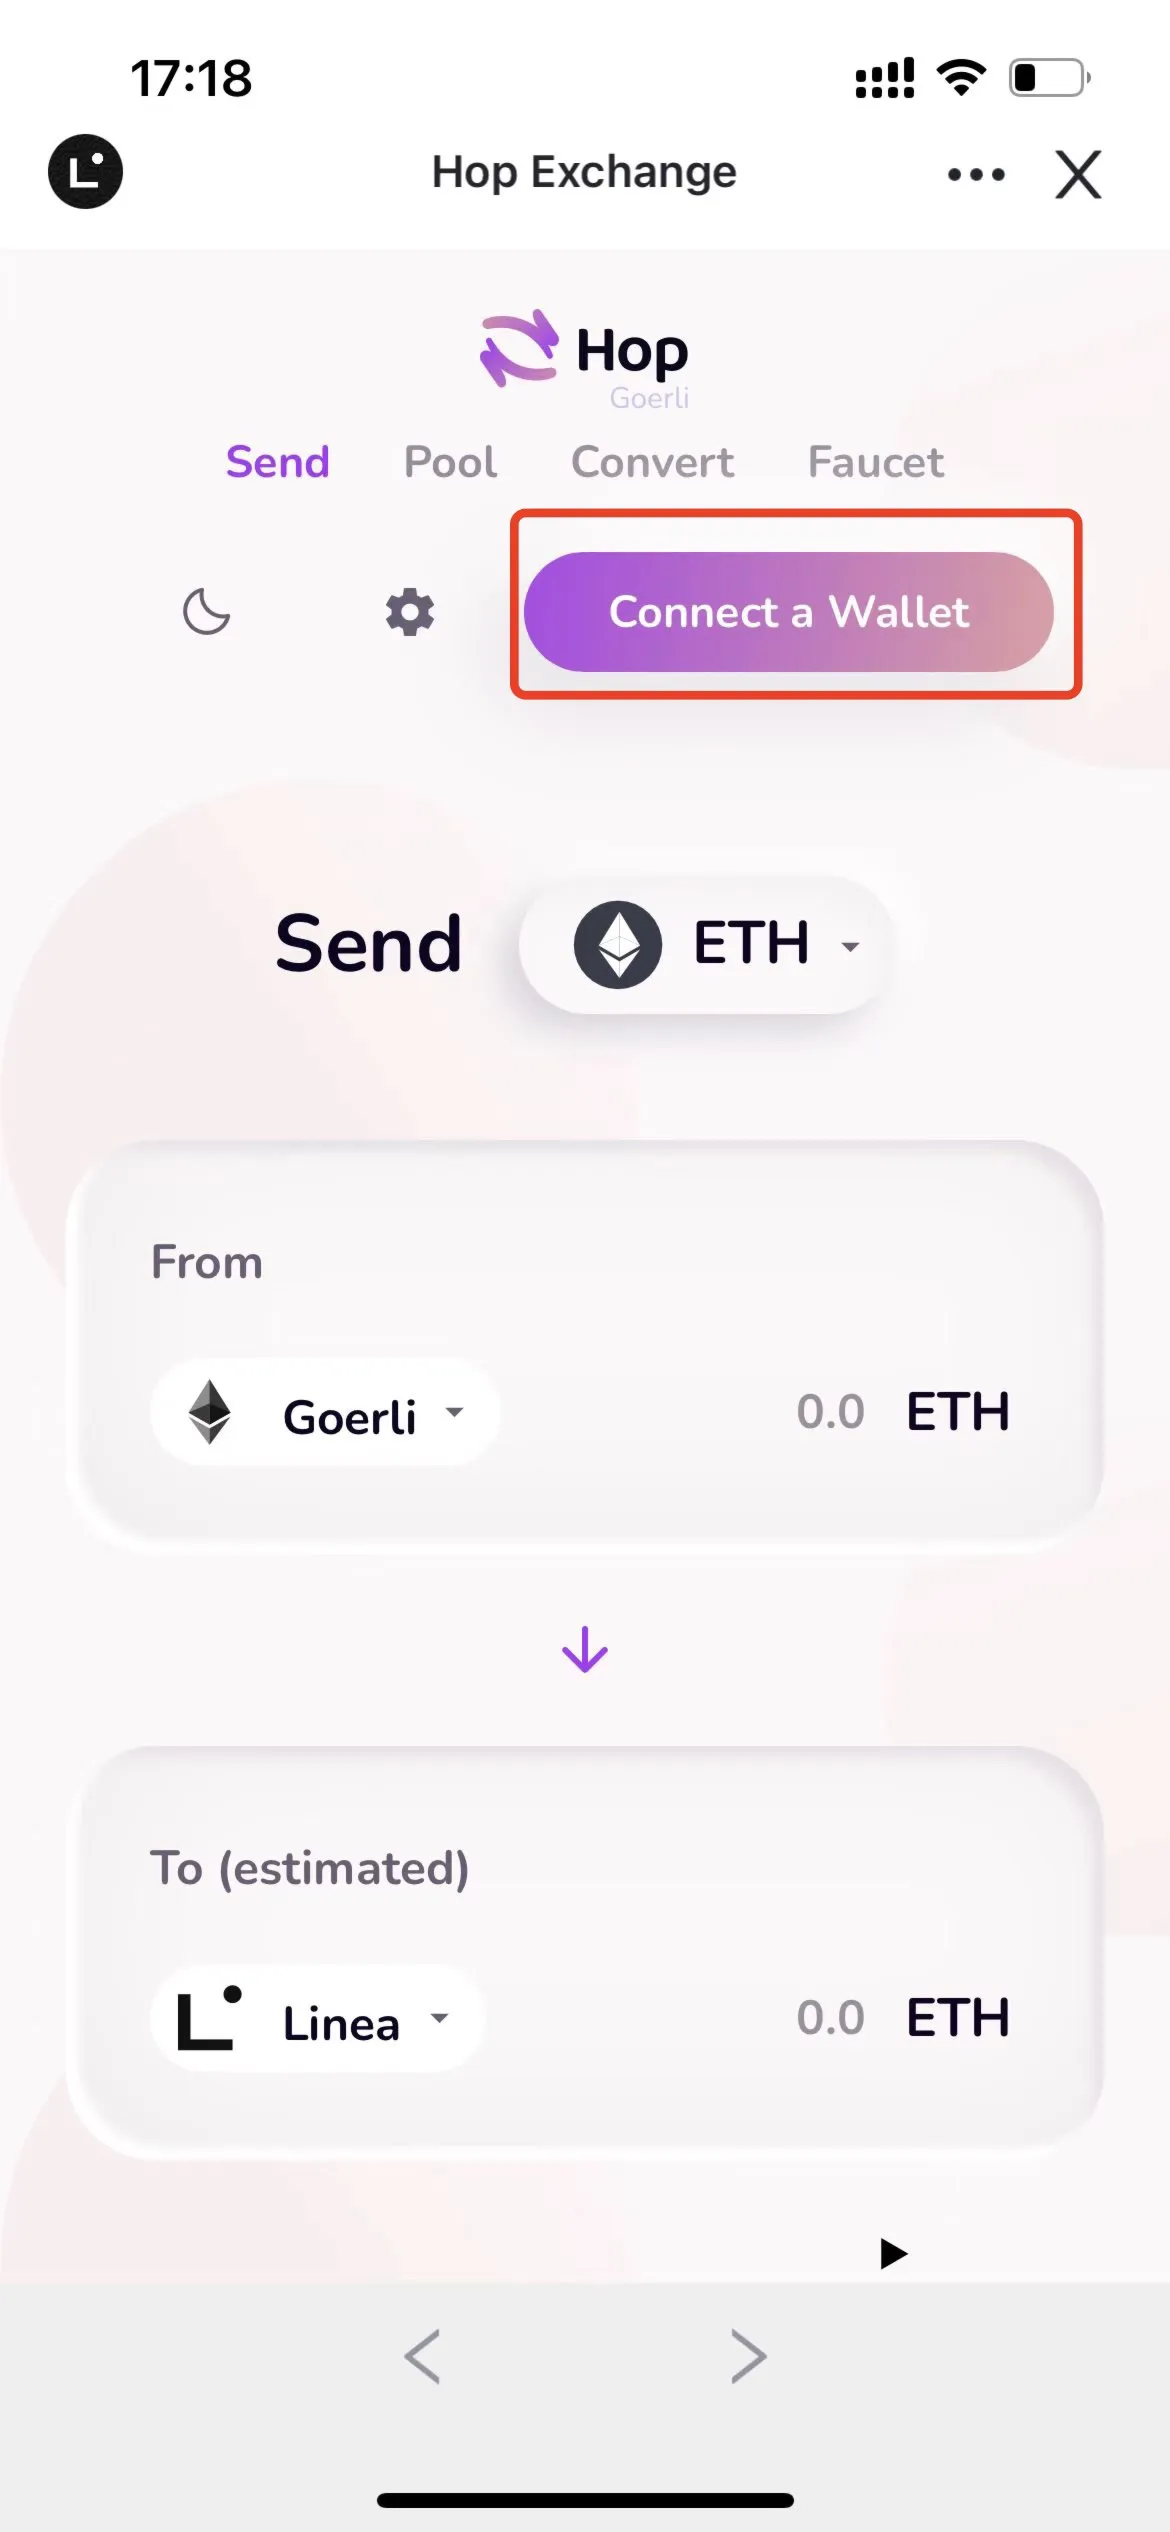 17:18
Hop Exchange
Hop
Goerli
Send Pool Convert Faucet
Connect a Wallet
Send ETH
From
Goerli 0.0 ETH
To (estimated)
Linea 0.0 ETH